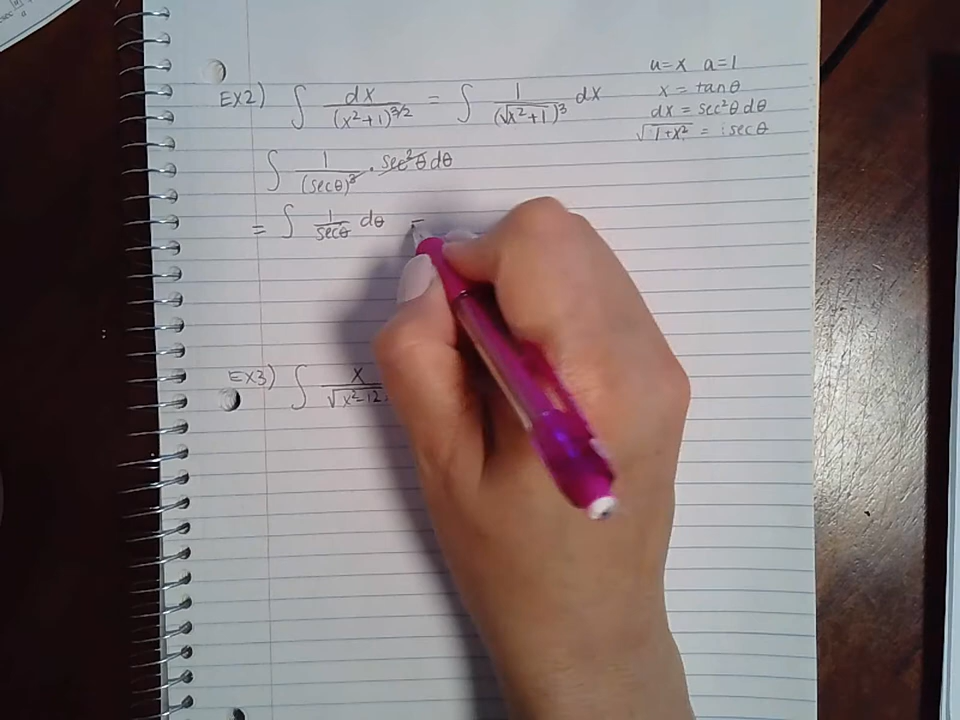 u=x a=1
EX2) ∫ dx/(x²+1)^3/2 = ∫ 1/(√x²+1)³ dx
x = tanθ
dx = sec²θ dθ
√1+x² = 1secθ
∫ 1/(secθ)³ · sec²θ dθ
= ∫ 1/secθ dθ =
EX3) ∫ x/√x²-12